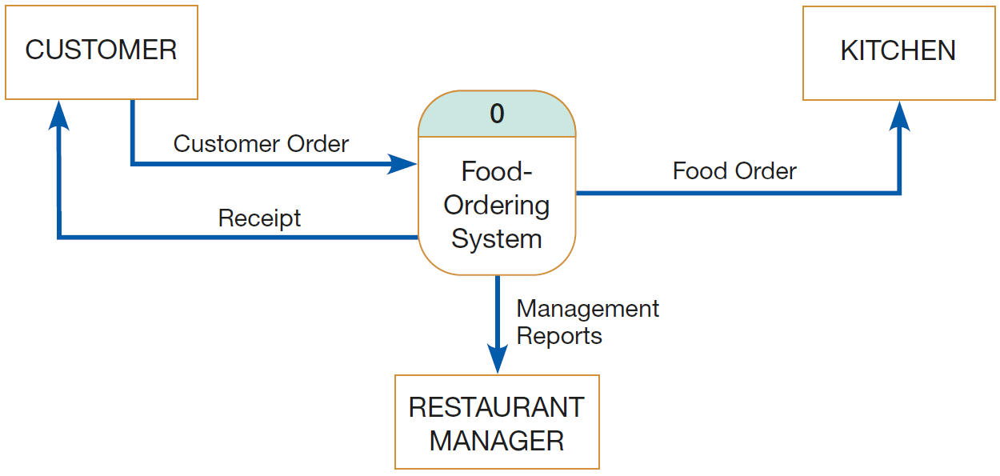 CUSTOMER
KITCHEN
0
Customer Order
Food-
Ordering
System
Food Order
Receipt
Management
Reports
RESTAURANT
MANAGER